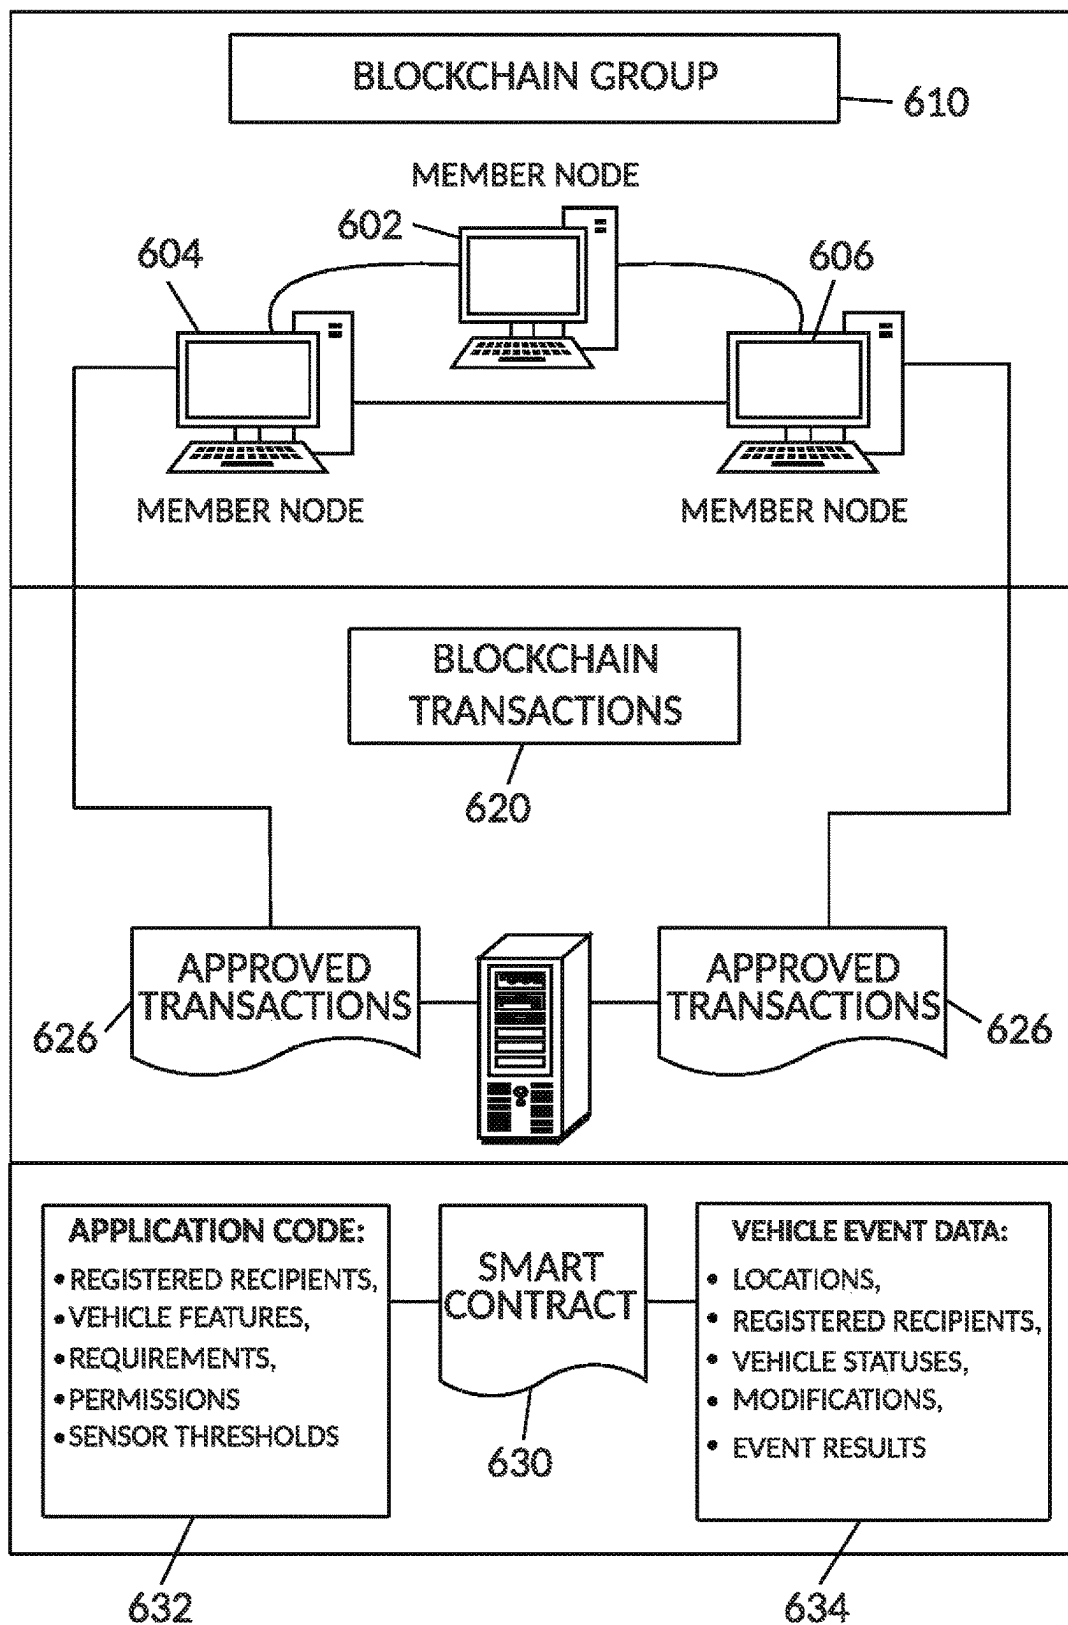 BLOCKCHAIN GROUP
610
MEMBER NODE
602
604
606
MEMBER NODE
MEMBER NODE
BLOCKCHAIN
TRANSACTIONS
620
APPROVED
TRANSACTIONS
626
APPROVED
TRANSACTIONS
626
APPLICATION CODE:
• REGISTERED RECIPIENTS,
• VEHICLE FEATURES,
• REQUIREMENTS,
• PERMISSIONS
• SENSOR THRESHOLDS
632
SMART
CONTRACT
630
VEHICLE EVENT DATA:
• LOCATIONS,
• REGISTERED RECIPIENTS,
• VEHICLE STATUSES,
• MODIFICATIONS,
• EVENT RESULTS
634